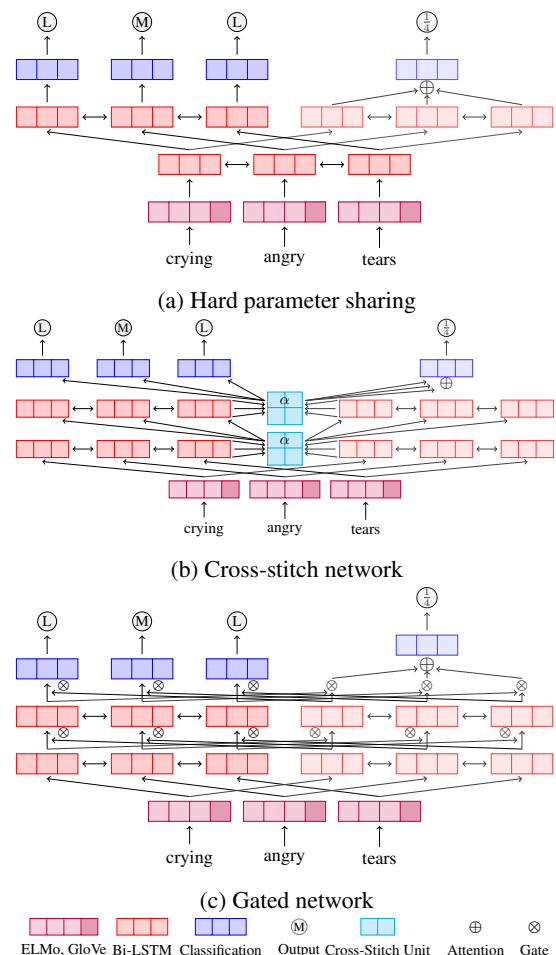 L M L 1/4
crying angry tears
(a) Hard parameter sharing
L M L 1/4
α
α
crying angry tears
(b) Cross-stitch network
L M L 1/4
crying angry tears
(c) Gated network
M
ELMo, GloVe Bi-LSTM Classification Output Cross-Stitch Unit Attention Gate